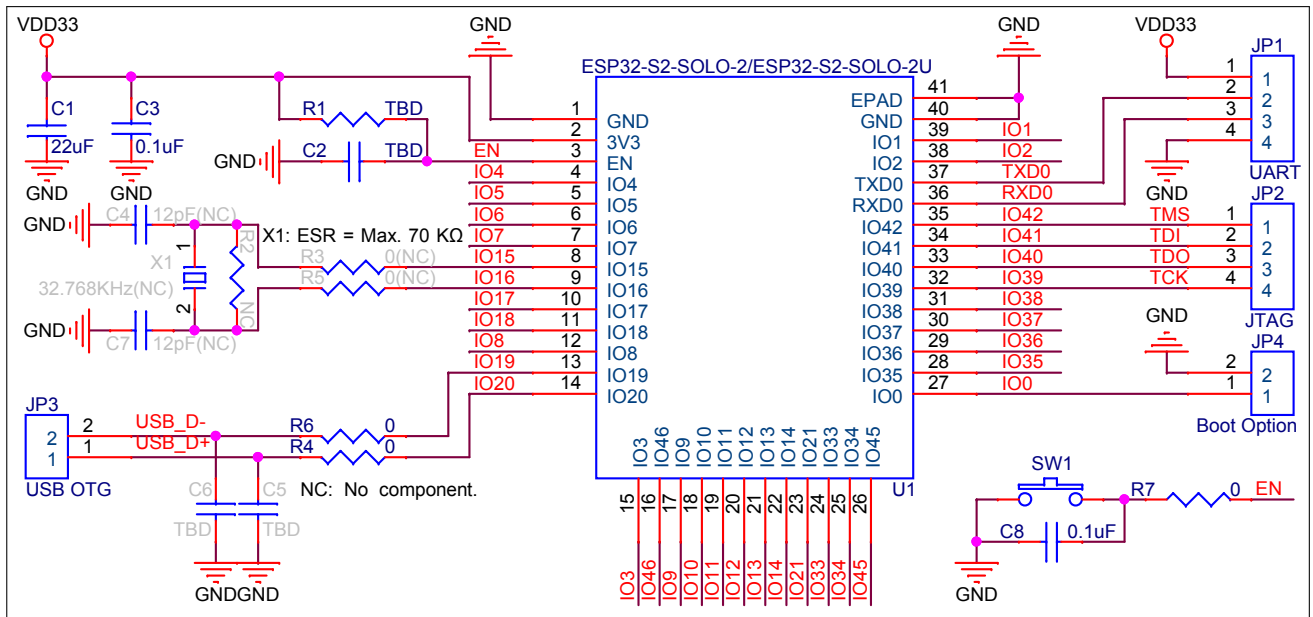 VDD33
GND
GND
VDD33
JP1
ESP32-S2-SOLO-2/ESP32-S2-SOLO-2U
C1
22uF
GND
C3
0.1uF
GND
R1 TBD
GND C2 TBD
EN
IO4
IO5
IO6
IO7
IO15
IO16
IO17
IO18
IO8
IO19
IO20
1 GND
2 3V3
3 EN
4 IO4
5 IO5
6 IO6
7 IO7
8 IO15
9 IO16
10 IO17
11 IO18
12 IO8
13 IO19
14 IO20
EPAD 41
GND 40
IO1 39 IO1
IO2 38 IO2
TXD0 37 TXD0
RXD0 36 RXD0
IO42 35 IO42 TMS
IO41 34 IO41 TDI
IO40 33 IO40 TDO
IO39 32 IO39 TCK
IO38 31 IO38
IO37 30 IO37
IO36 29 IO36
IO35 28 IO35
IO0 27 IO0
1 1
2 2
3 3
4 4
GND
UART
JP2
1 1
2 2
3 3
4 4
JTAG
GND
JP4
2 2
1 1
Boot Option
GND C4 12pF(NC)
X1: ESR = Max. 70 KΩ
1
X1
32.768KHz(NC)
2
R2
NC
R3 0(NC)
R5 0(NC)
GND C7 12pF(NC)
JP3
2 2 USB_D- R6 0
1 1 USB_D+ R4 0
USB OTG
C6
TBD
C5
TBD
GND GND
NC: No component.
IO3 IO46 IO9 IO10 IO11 IO12 IO13 IO14 IO21 IO33 IO34 IO45
U1
15 16 17 18 19 20 21 22 23 24 25 26
IO3 IO46 IO9 IO10 IO11 IO12 IO13 IO14 IO21 IO33 IO34 IO45
SW1
R7 0 EN
C8 0.1uF
GND